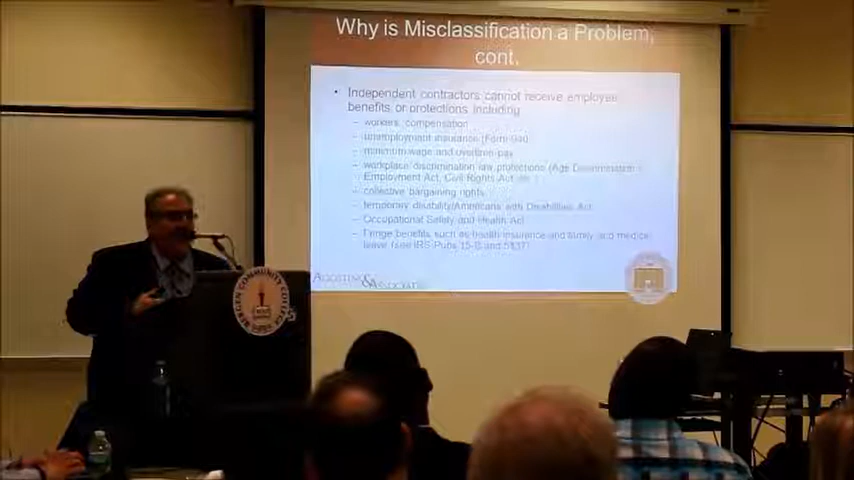 Why is Misclassification a Problem,
cont.
• Independent contractors cannot receive employee
benefits or protections including
– workers compensation
– unemployment insurance (Form 940)
– minimum wage and overtime pay
– workplace discrimination law protections (Age Discrimination
Employment Act, Civil Rights Act, etc.)
– collective bargaining rights
– temporary disability/Americans with Disabilities Act
– Occupational Safety and Health Act
– Fringe benefits such as health insurance and family and medical
leave (see IRS Pubs 15-B and 5137)
AGOSTINO
& ASSOCIATES
BERGEN COMMUNITY COLLEGE